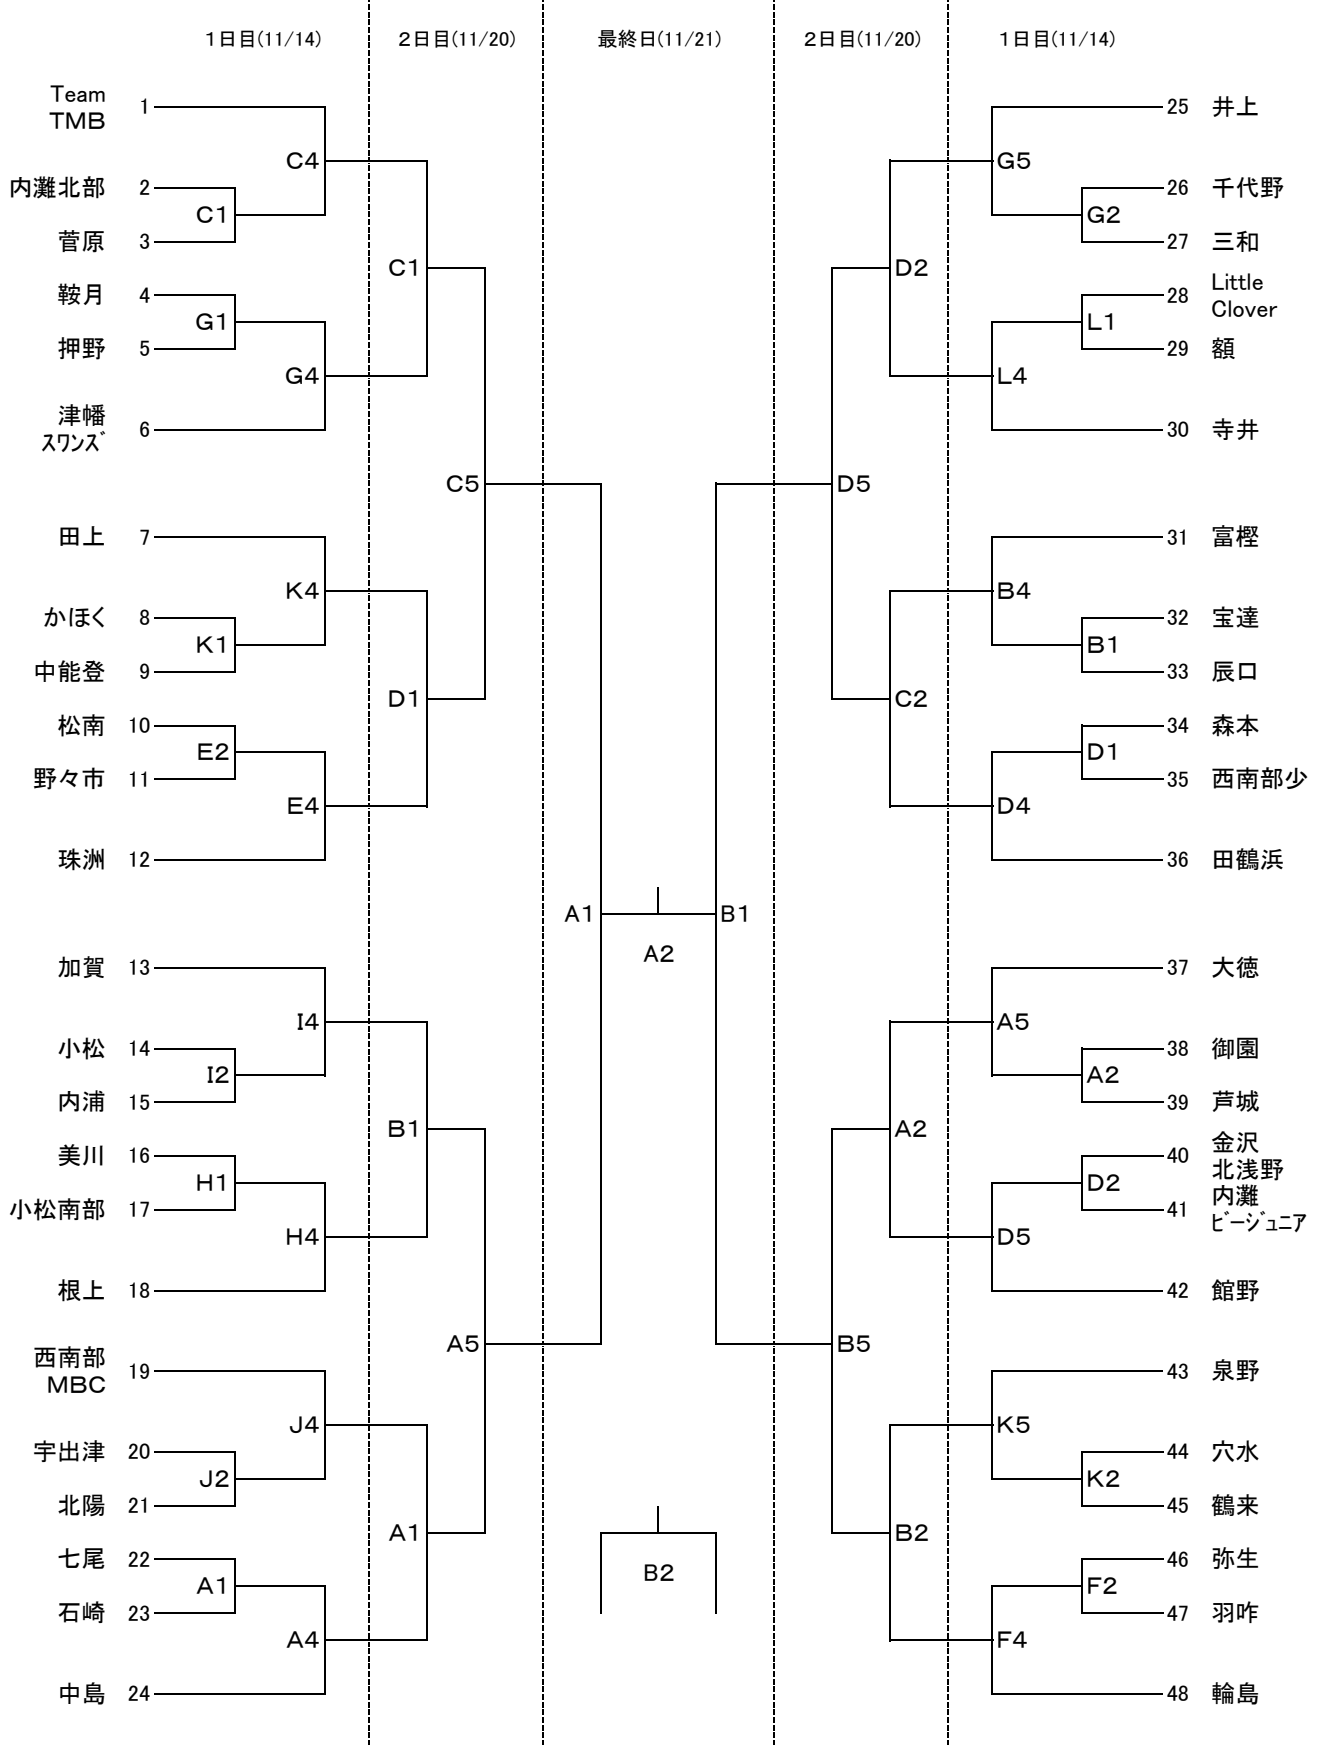 １日目(11/14) ２日目(11/20) 最終日(11/21) ２日目(11/20) １日目(11/14)
Team
TMB 1
25 井上
C4
G5
内灘北部 2
26 千代野
C1
G2
菅原 3
27 三和
C1
D2
鞍月 4
28 Little
Clover
G1
L1
押野 5
29 額
G4
L4
津幡
スワンズ 6
30 寺井
C5
D5
田上 7
31 富樫
K4
B4
かほく 8
32 宝達
K1
B1
中能登 9
33 辰口
D1
C2
松南 10
34 森本
E2
D1
野々市 11
35 西南部少
E4
D4
珠洲 12
36 田鶴浜
A1
B1
A2
加賀 13
37 大徳
I4
A5
小松 14
38 御園
I2
A2
内浦 15
39 芦城
B1
A2
美川 16
40 金沢
北浅野
H1
D2
小松南部 17
41 内灘
ビージュニア
H4
D5
根上 18
42 館野
A5
B5
西南部
MBC 19
43 泉野
J4
K5
宇出津 20
44 穴水
J2
K2
北陽 21
45 鶴来
A1
B2
七尾 22
46 弥生
B2
A1
F2
石崎 23
47 羽咋
A4
F4
中島 24
48 輪島